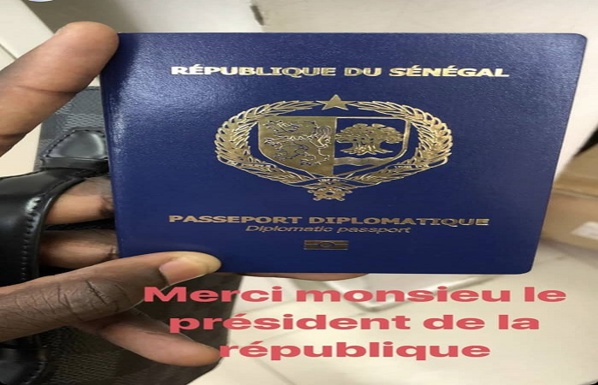 RÉPUBLIQUE DU SÉNÉGAL
PASSEPORT DIPLOMATIQUE
Diplomatic passport
Merci monsieu le
président de la
république